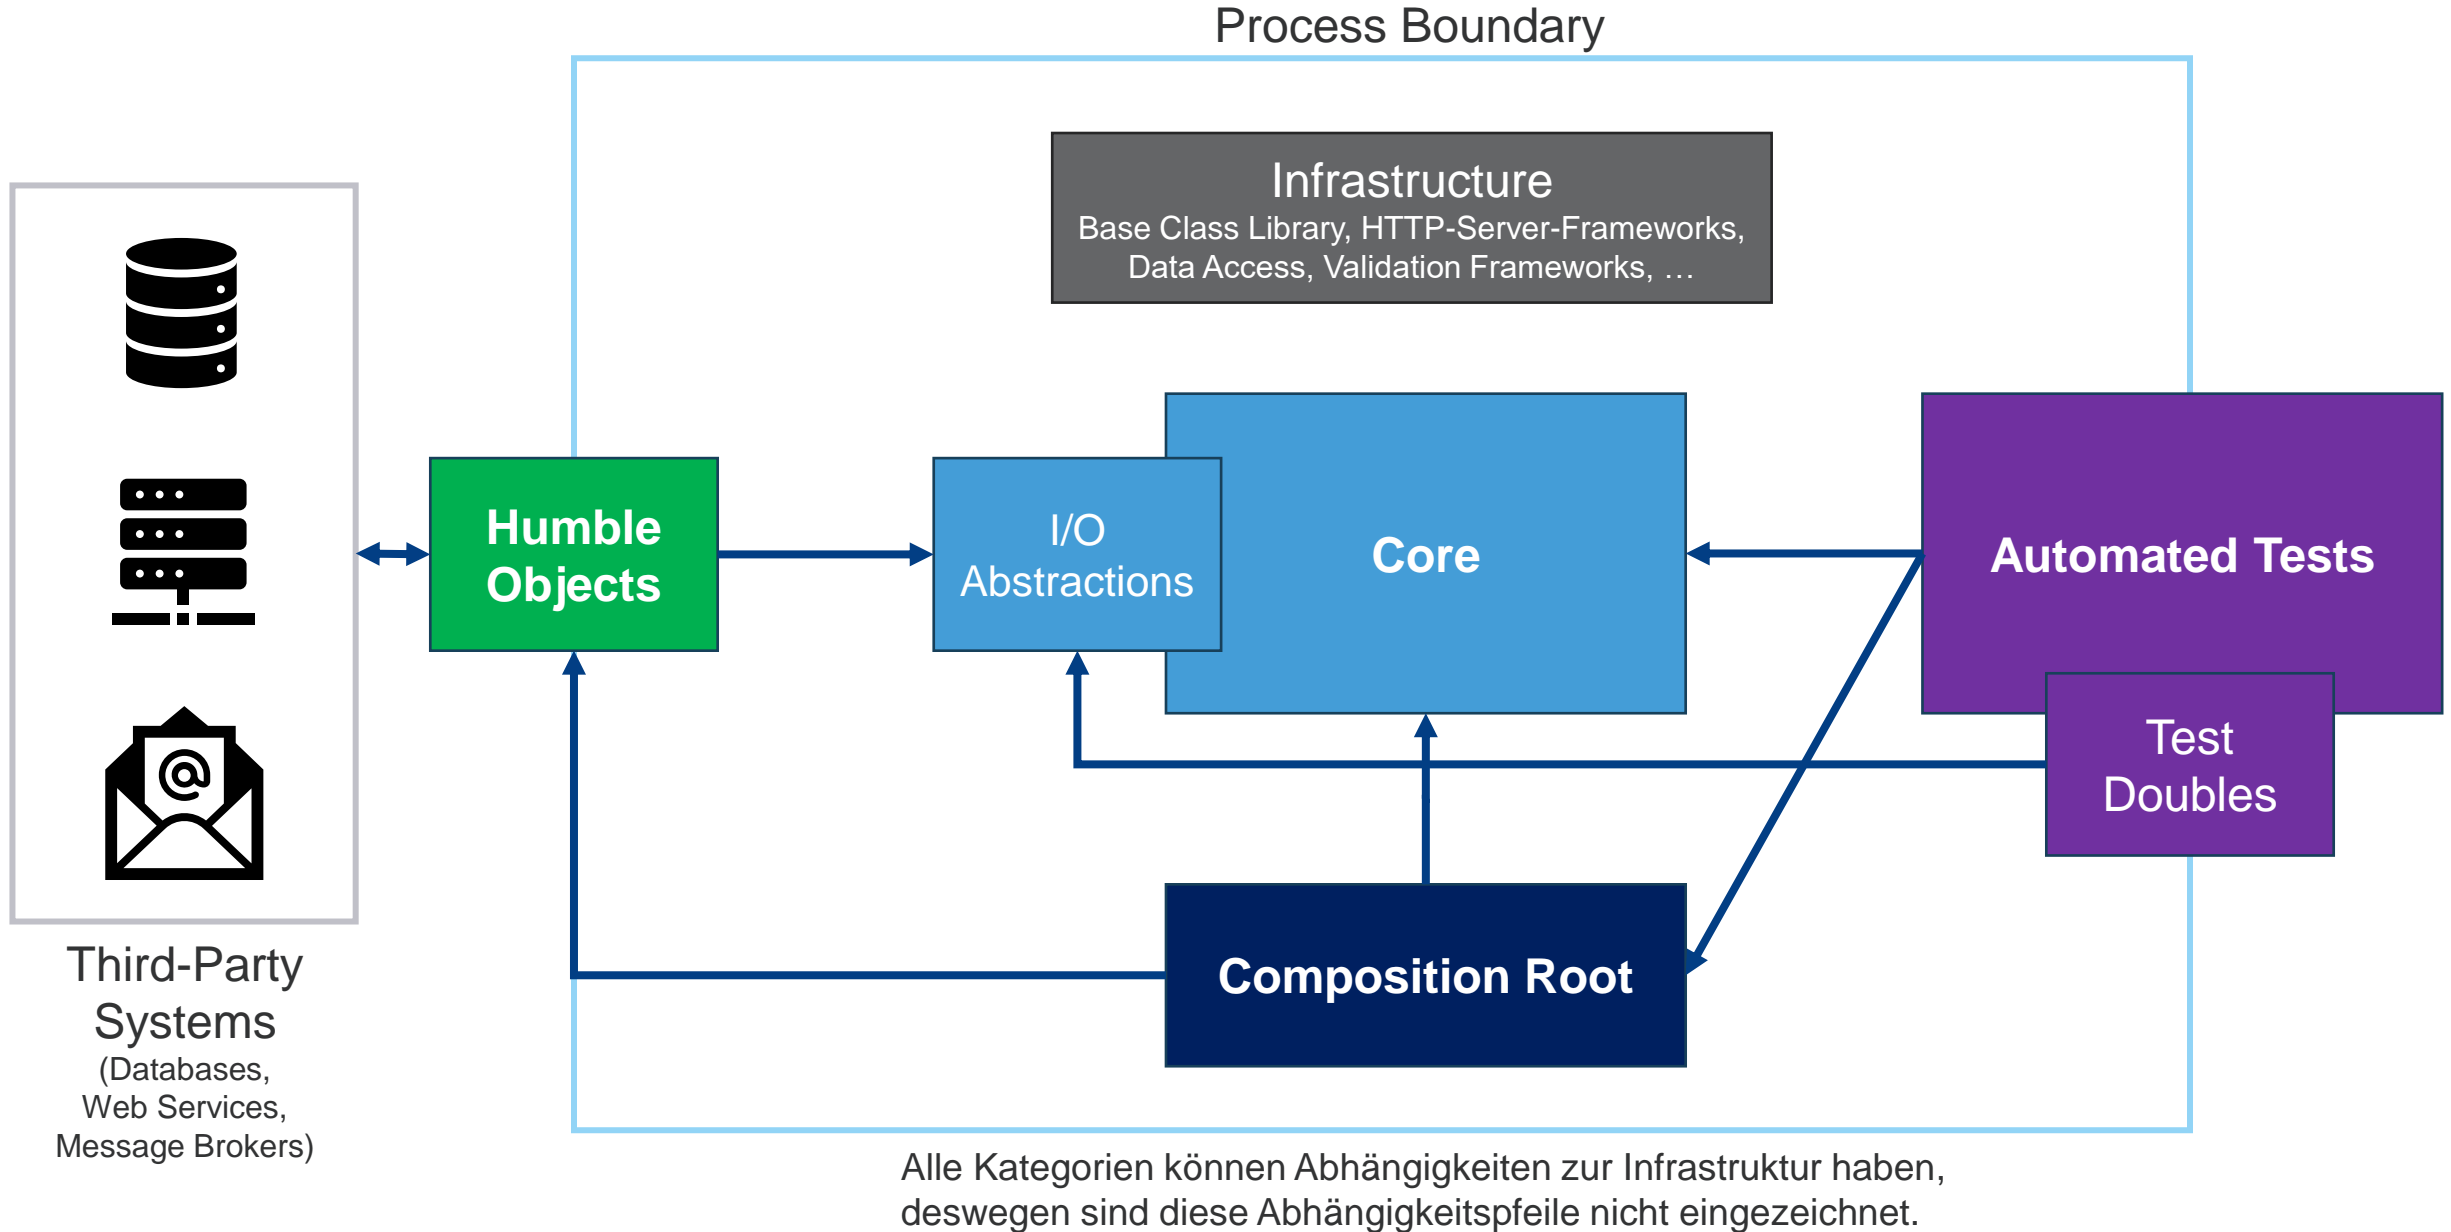 Process Boundary
Infrastructure
Base Class Library, HTTP-Server-Frameworks,
Data Access, Validation Frameworks, …
Humble
Objects
I/O
Abstractions
Core
Automated Tests
Test
Doubles
Composition Root
Third-Party
Systems
(Databases,
Web Services,
Message Brokers)
Alle Kategorien können Abhängigkeiten zur Infrastruktur haben,
deswegen sind diese Abhängigkeitspfeile nicht eingezeichnet.